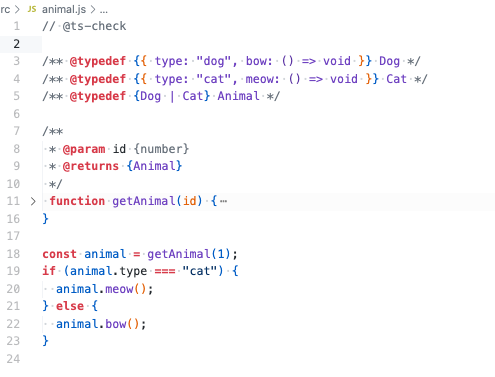 rc > JS animal.js > ...
1 // @ts-check
2
3 /** @typedef {{ type: "dog", bow: () => void }} Dog */
4 /** @typedef {{ type: "cat", meow: () => void }} Cat */
5 /** @typedef {Dog | Cat} Animal */
6
7 /**
8  * @param id {number}
9  * @returns {Animal}
10  */
11 > function getAnimal(id) { ⋯
16 }
17
18 const animal = getAnimal(1);
19 if (animal.type === "cat") {
20   animal.meow();
21 } else {
22   animal.bow();
23 }
24